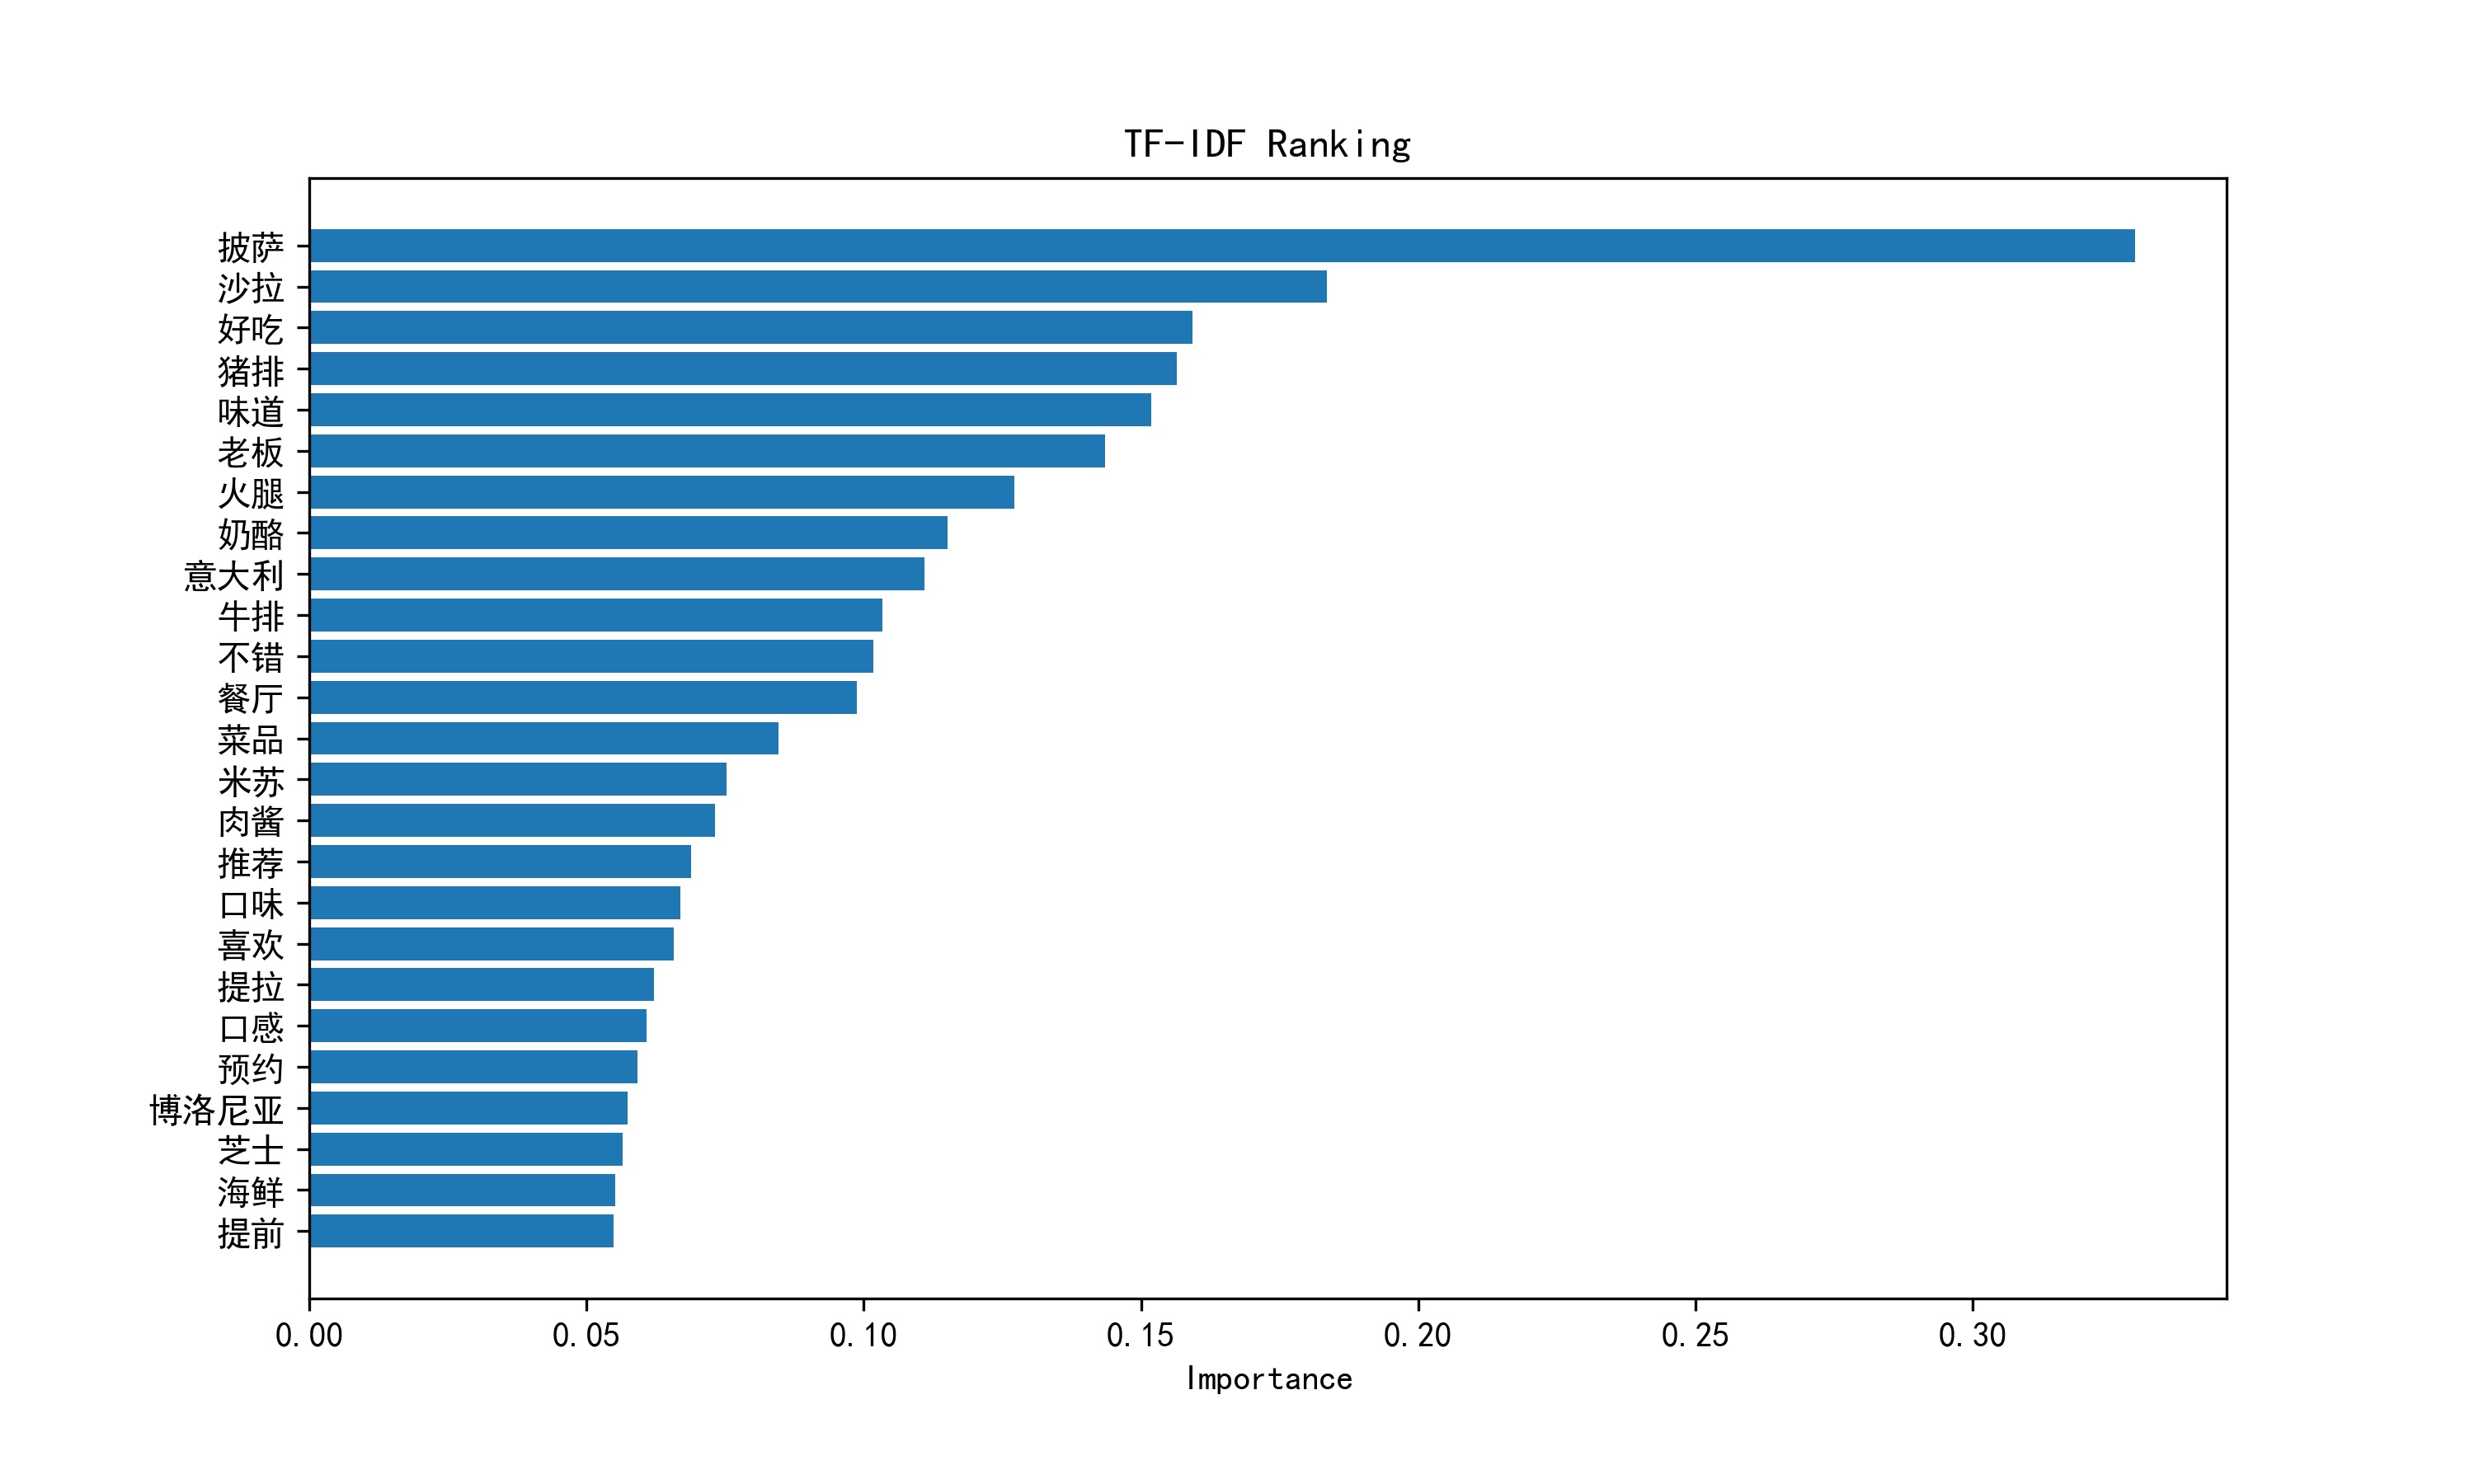 TF-IDF Ranking
披萨
沙拉
好吃
猪排
味道
老板
火腿
奶酪
意大利
牛排
不错
餐厅
菜品
米苏
肉酱
推荐
口味
喜欢
提拉
口感
预约
博洛尼亚
芝士
海鲜
提前
0.00 0.05 0.10 0.15 0.20 0.25 0.30
Importance